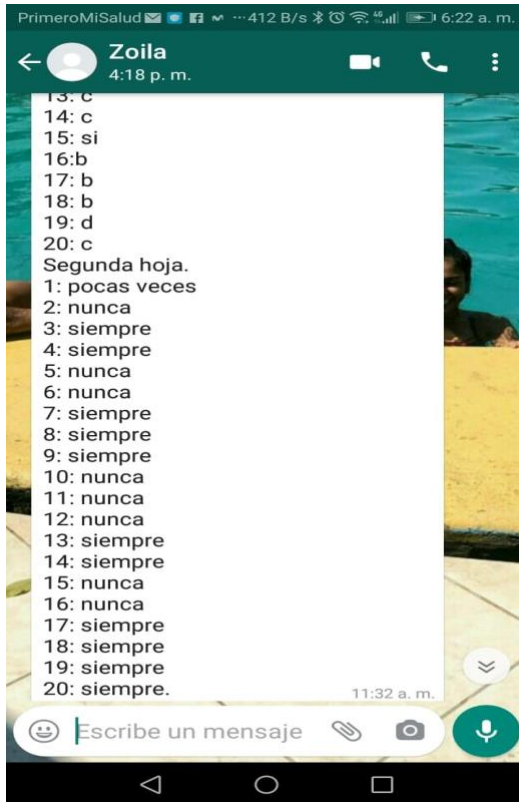 PrimeroMiSalud ...412 B/s 6:22 a. m.
Zoila
4:18 p. m.
13: c
14: c
15: si
16:b
17: b
18: b
19: d
20: c
Segunda hoja.
1: pocas veces
2: nunca
3: siempre
4: siempre
5: nunca
6: nunca
7: siempre
8: siempre
9: siempre
10: nunca
11: nunca
12: nunca
13: siempre
14: siempre
15: nunca
16: nunca
17: siempre
18: siempre
19: siempre
20: siempre.
11:32 a. m.
Escribe un mensaje